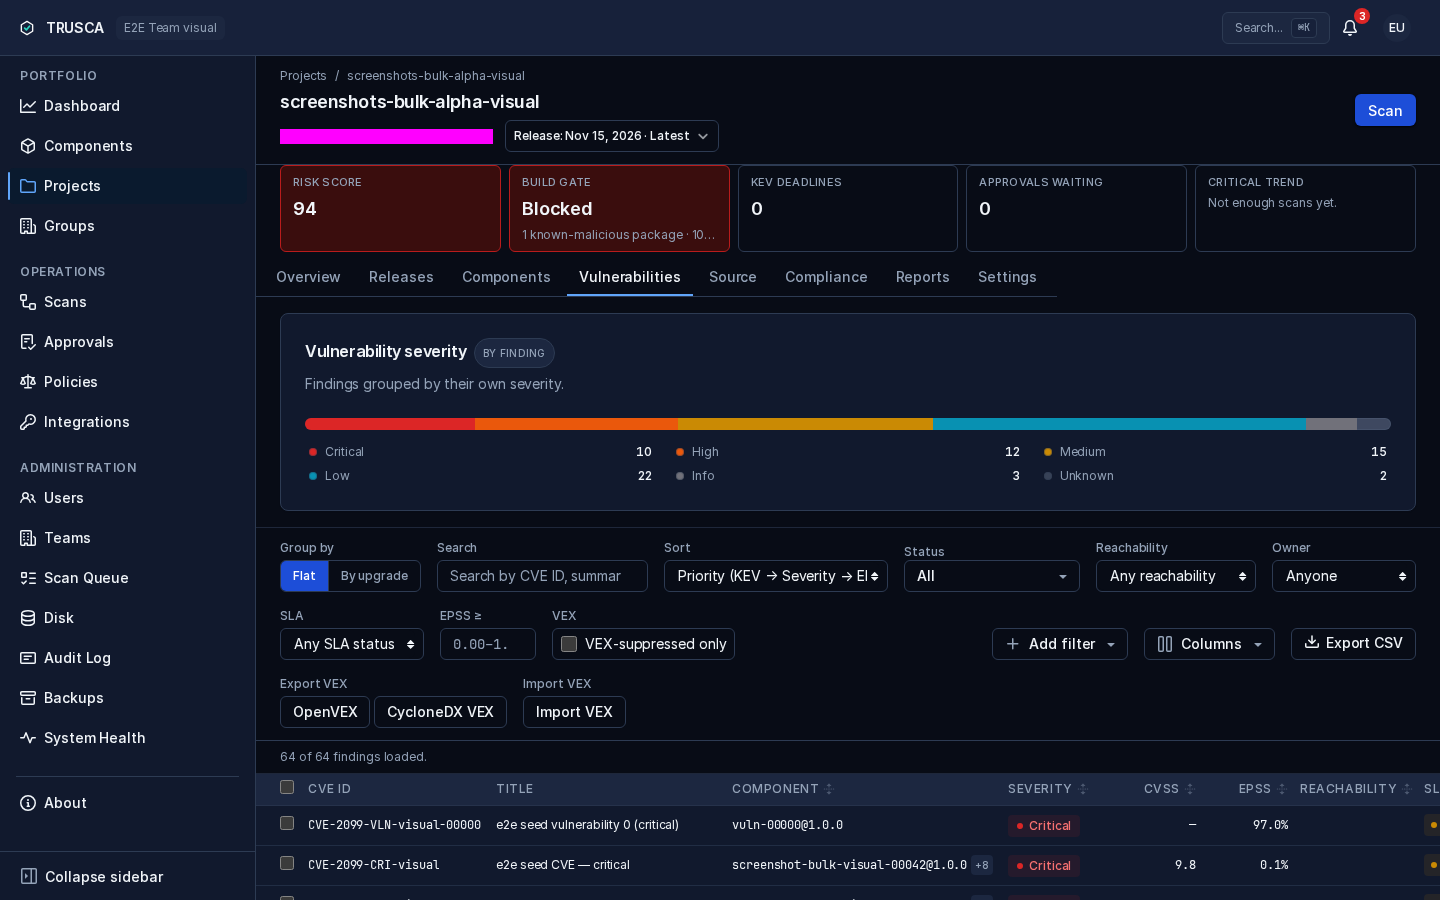 TRUSCA E2E Team visual Search... ⌘K 3 EU
PORTFOLIO
Dashboard
Components
Projects
Groups
OPERATIONS
Scans
Approvals
Policies
Integrations
ADMINISTRATION
Users
Teams
Scan Queue
Disk
Audit Log
Backups
System Health
About
Collapse sidebar
Projects / screenshots-bulk-alpha-visual
screenshots-bulk-alpha-visual
Release: Nov 15, 2026 · Latest
Scan
RISK SCORE
94
BUILD GATE
Blocked
1 known-malicious package · 10...
KEV DEADLINES
0
APPROVALS WAITING
0
CRITICAL TREND
Not enough scans yet.
Overview Releases Components Vulnerabilities Source Compliance Reports Settings
Vulnerability severity BY FINDING
Findings grouped by their own severity.
Critical 10 High 12 Medium 15
Low 22 Info 3 Unknown 2
Group by Search Sort Status Reachability Owner
Flat By upgrade Search by CVE ID, summar Priority (KEV → Severity → EI All Any reachability Anyone
SLA EPSS ≥ VEX
Any SLA status 0.00–1. VEX-suppressed only Add filter Columns Export CSV
Export VEX Import VEX
OpenVEX CycloneDX VEX Import VEX
64 of 64 findings loaded.
CVE ID TITLE COMPONENT SEVERITY CVSS EPSS REACHABILITY SL
CVE-2099-VLN-visual-00000 e2e seed vulnerability 0 (critical) vuln-00000@1.0.0 Critical — 97.0%
CVE-2099-CRI-visual e2e seed CVE — critical screenshot-bulk-visual-00042@1.0.0 +8 Critical 9.8 0.1%